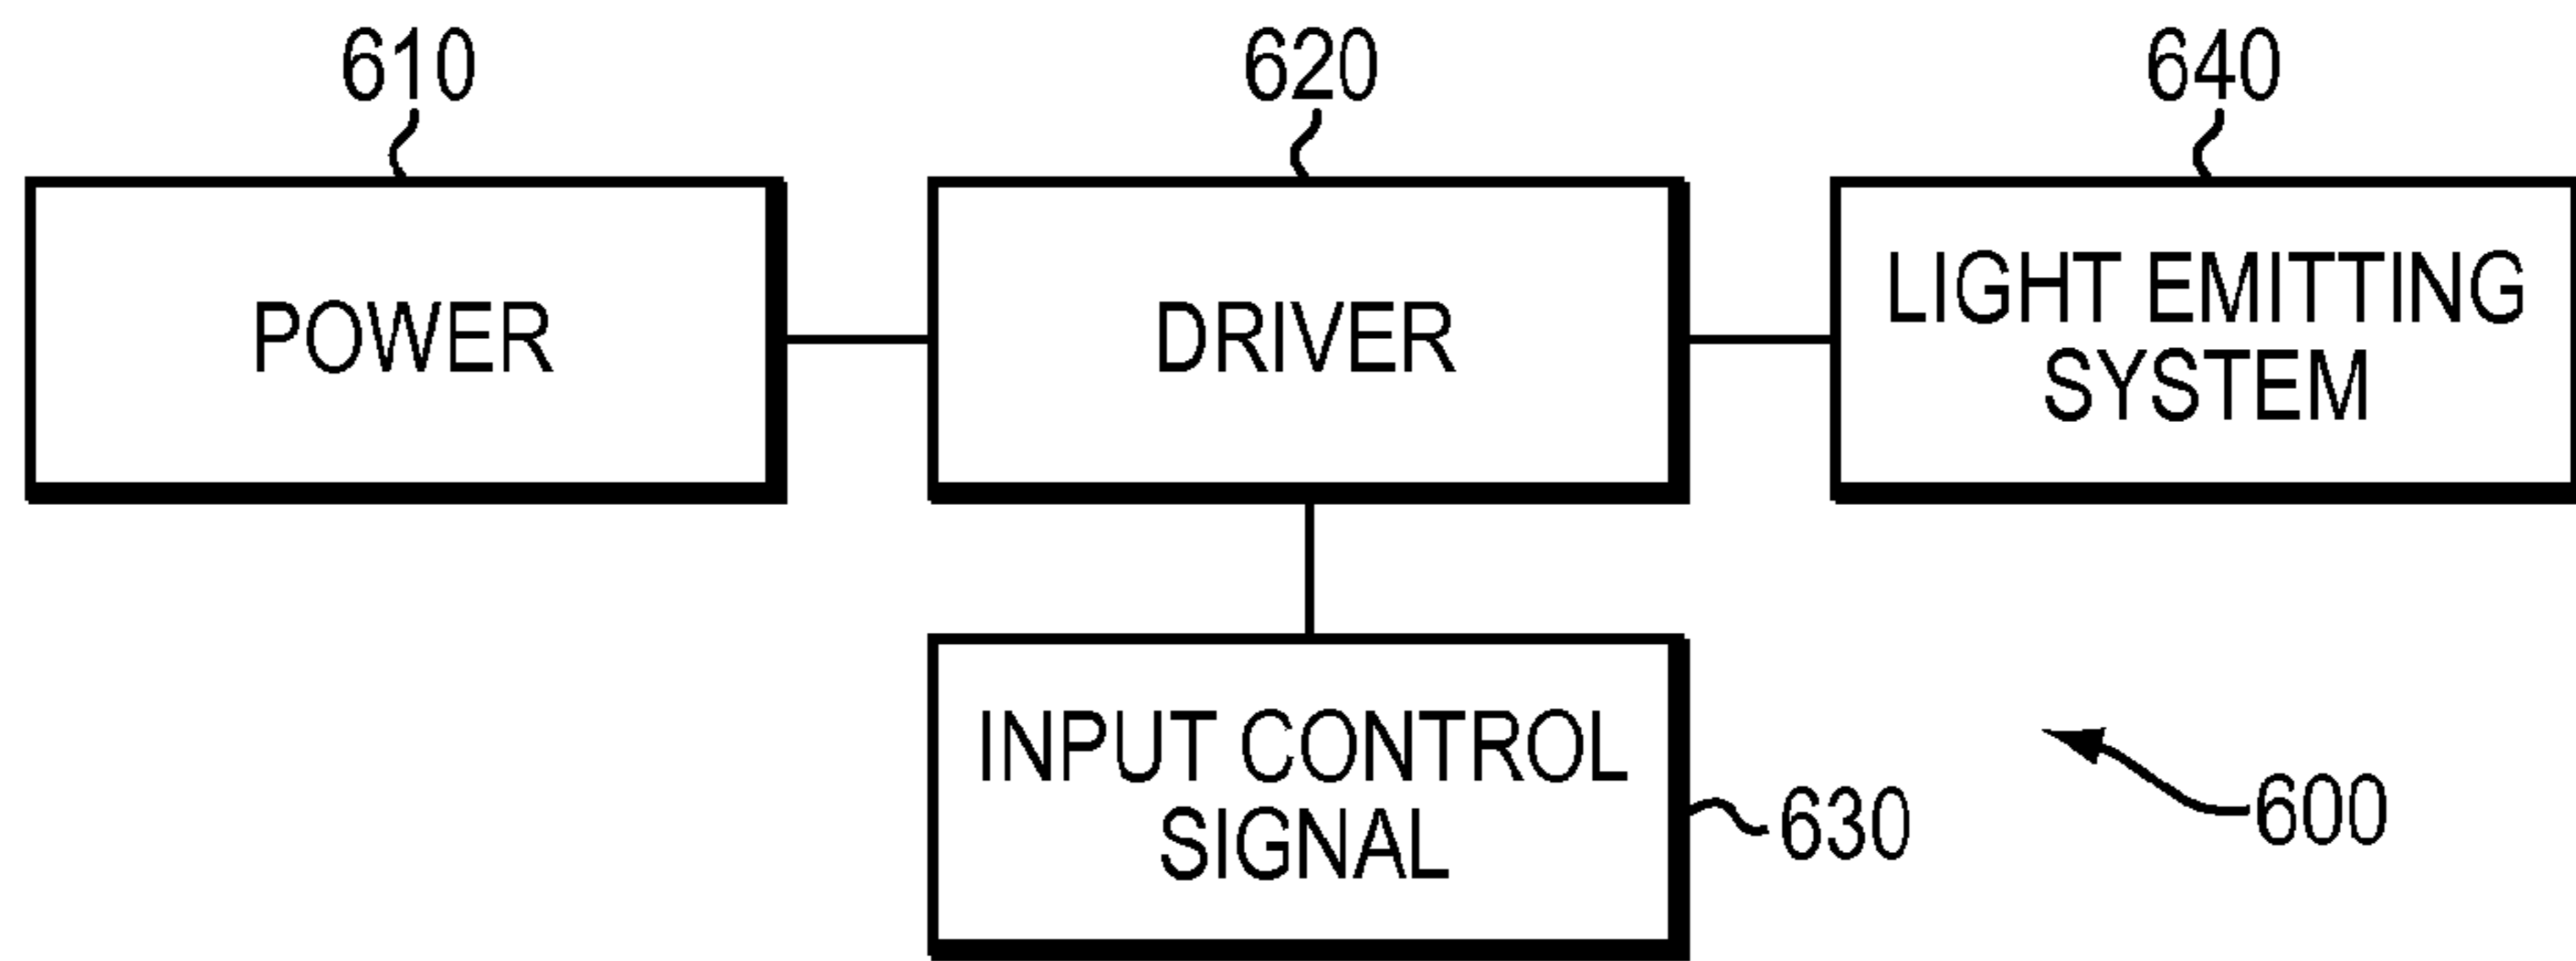 610
620
640
POWER
DRIVER
LIGHT EMITTING
SYSTEM
INPUT CONTROL
SIGNAL
630
600